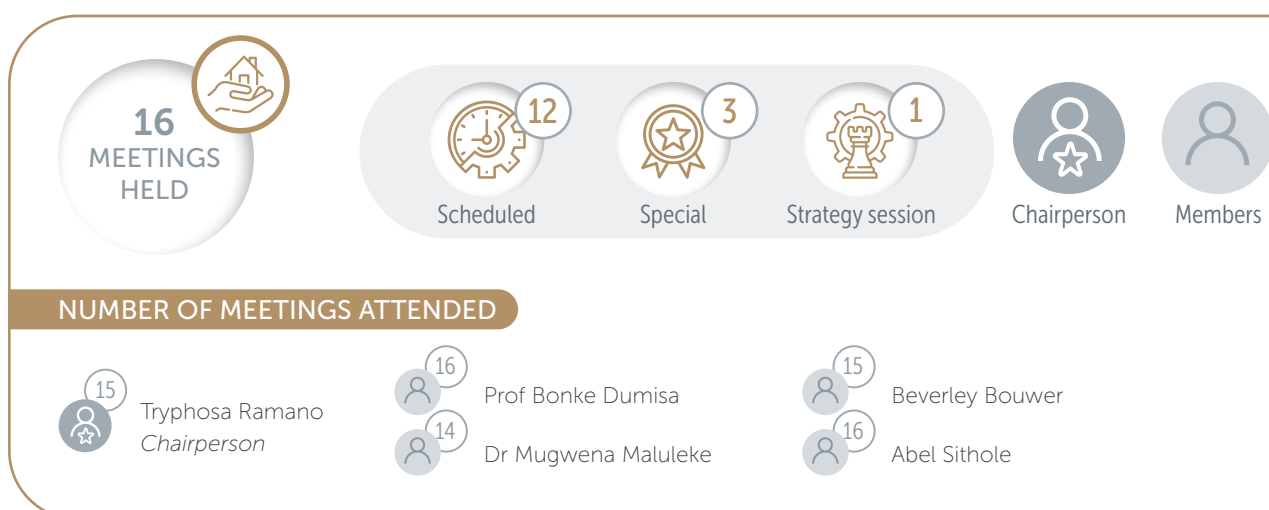 16
MEETINGS
HELD
12
Scheduled
3
Special
1
Strategy session
Chairperson
Members
NUMBER OF MEETINGS ATTENDED
15
Tryphosa Ramano
Chairperson
16
Prof Bonke Dumisa
14
Dr Mugwena Maluleke
15
Beverley Bouwer
16
Abel Sithole